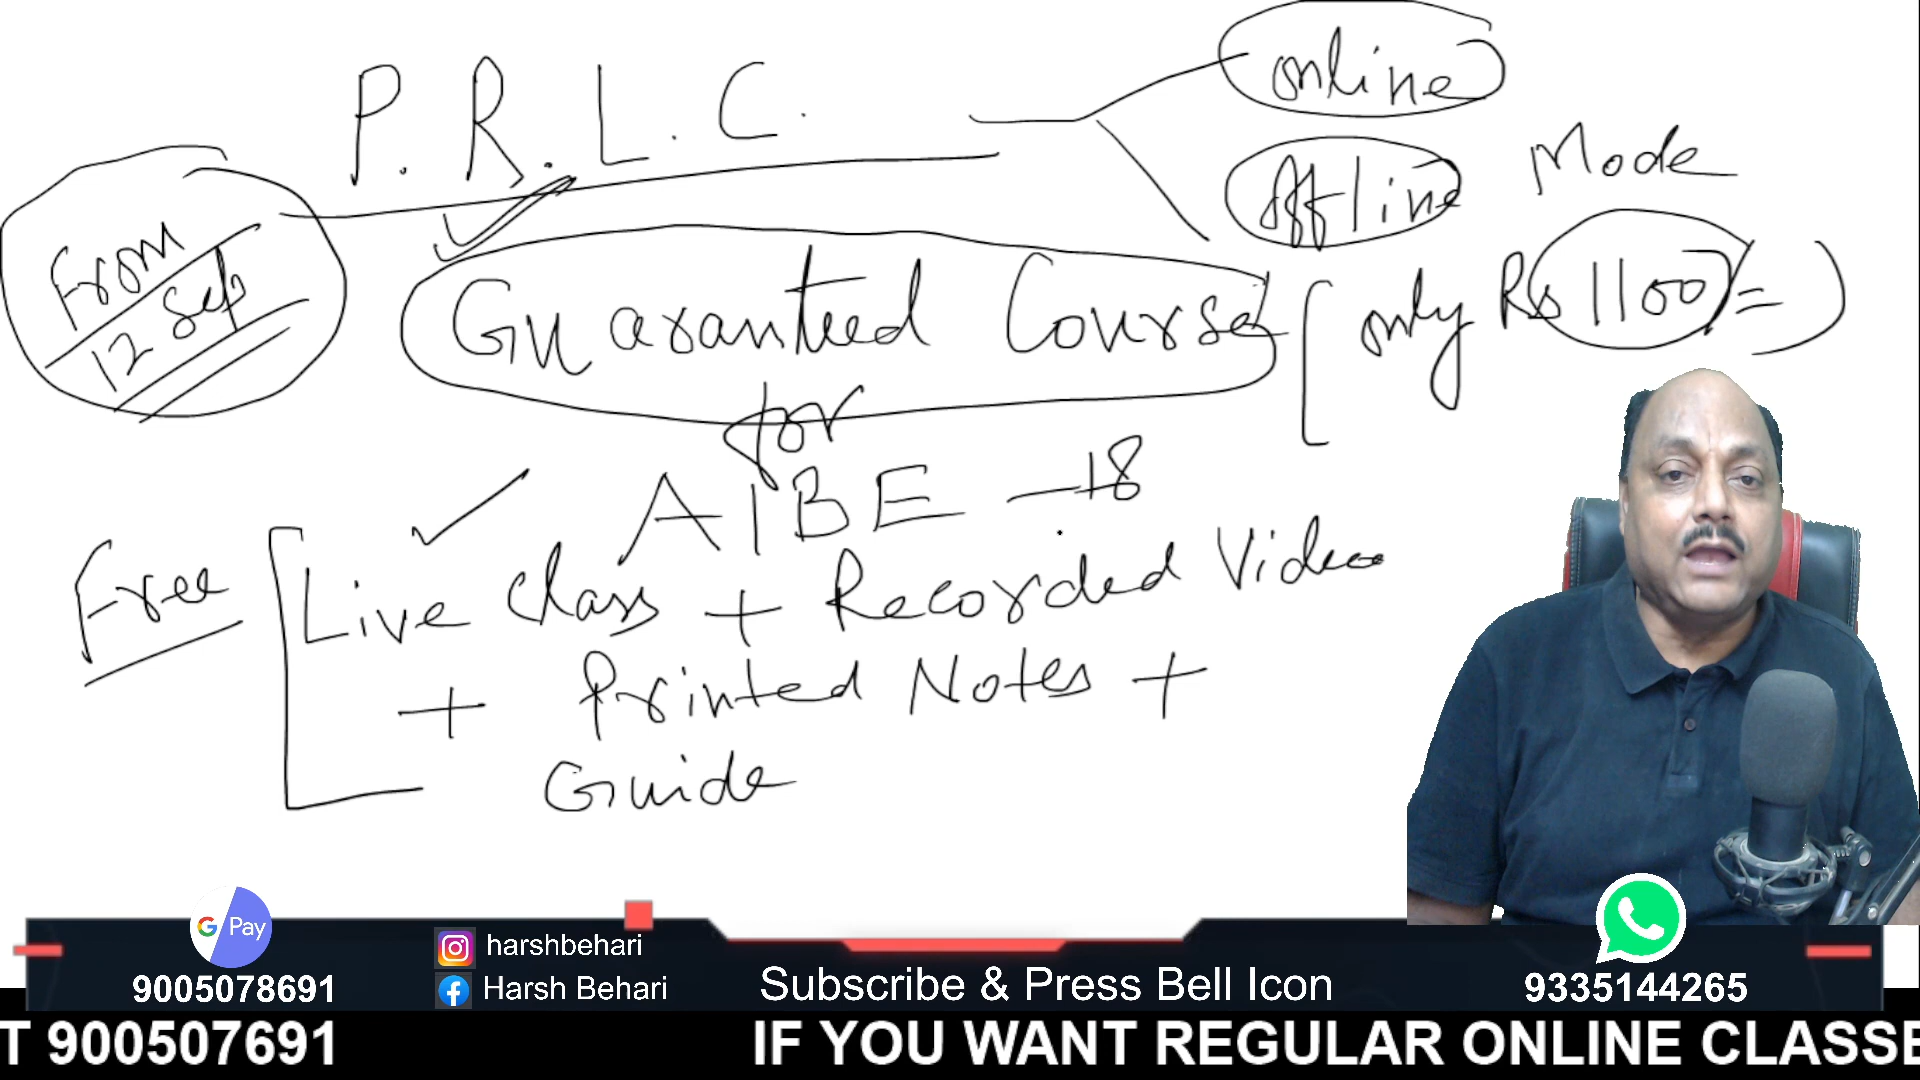 P. R. L. C.
online
offline Mode
From
12 Sep
Guaranteed Course [only Rs 1100/=)
for
AIBE -18
Free [Live Class + Recorded Video
+ Printed Notes +
Guide
G Pay
9005078691
harshbehari
Harsh Behari
Subscribe & Press Bell Icon
9335144265
T 900507691 IF YOU WANT REGULAR ONLINE CLASSE